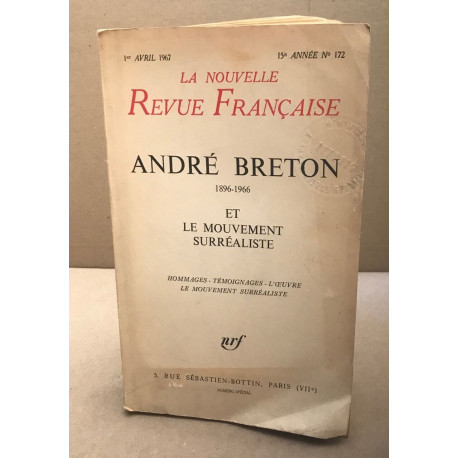 1er AVRIL 1967 15e ANNÉE No 172
LA NOUVELLE
REVUE FRANÇAISE
ANDRÉ BRETON
1896-1966
ET
LE MOUVEMENT
SURRÉALISTE
HOMMAGES - TÉMOIGNAGES - L'ŒUVRE
LE MOUVEMENT SURRÉALISTE
nrf
5, RUE SÉBASTIEN-BOTTIN, PARIS (VIIe)
NUMÉRO SPÉCIAL